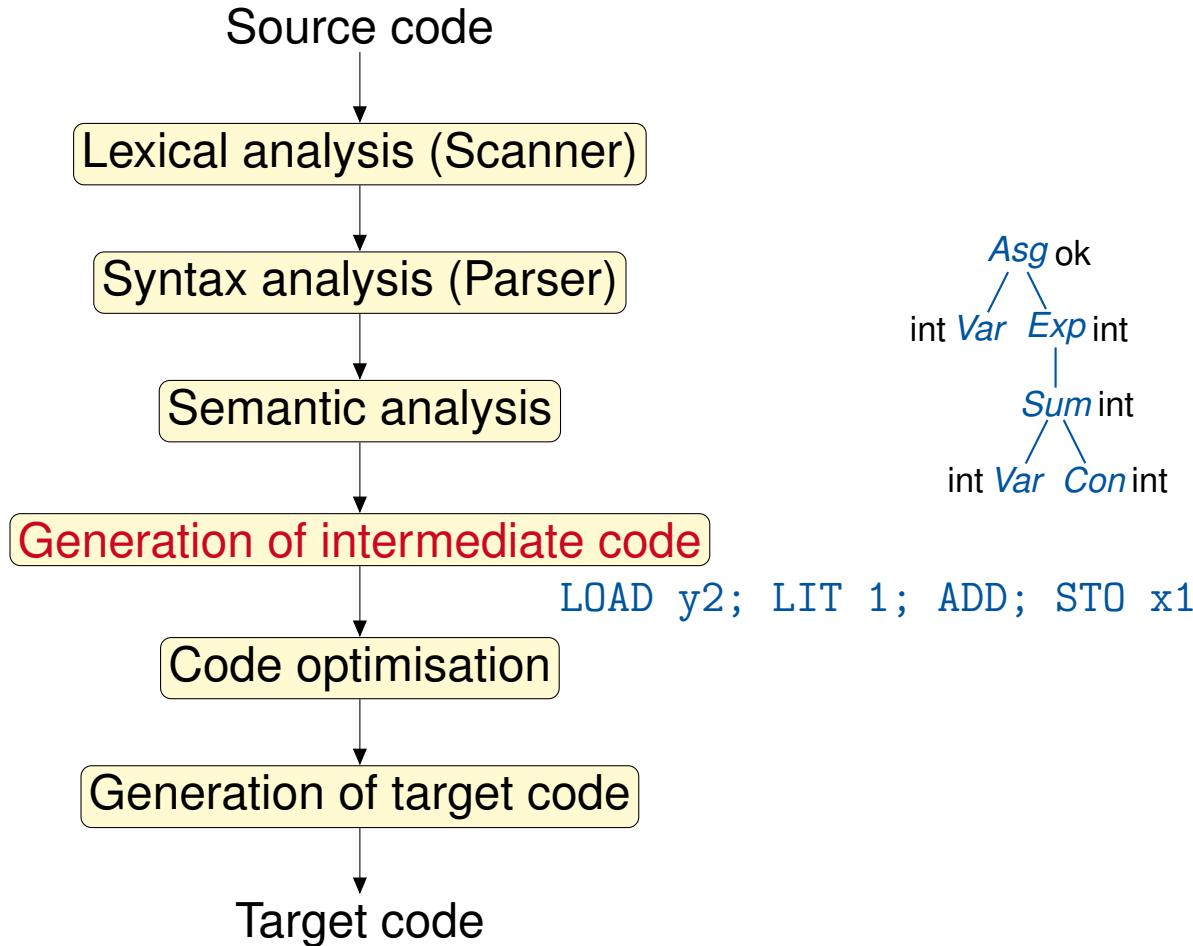 Source code
Lexical analysis (Scanner)
Syntax analysis (Parser)
Asg ok
int Var Exp int
Semantic analysis
Sum int
int Var Con int
Generation of intermediate code
LOAD y2; LIT 1; ADD; STO x1
Code optimisation
Generation of target code
Target code